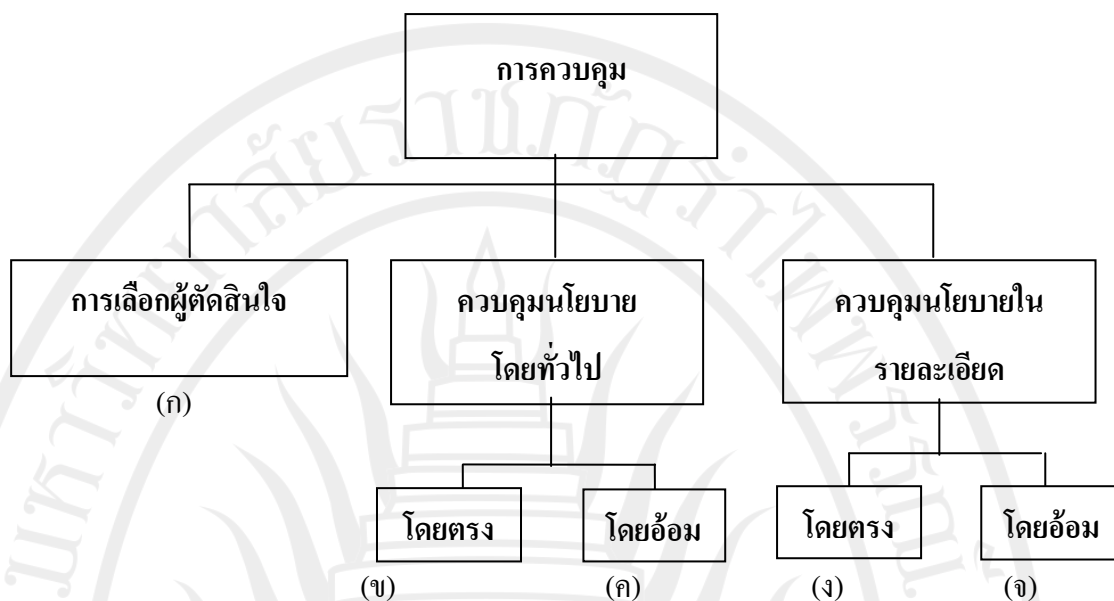 การควบคุม
การเลือกผู้ตัดสินใจ
(ก)
ควบคุมนโยบาย
โดยทั่วไป
ควบคุมนโยบายใน
รายละเอียด
โดยตรง
(ข)
โดยอ้อม
(ค)
โดยตรง
(ง)
โดยอ้อม
(จ)